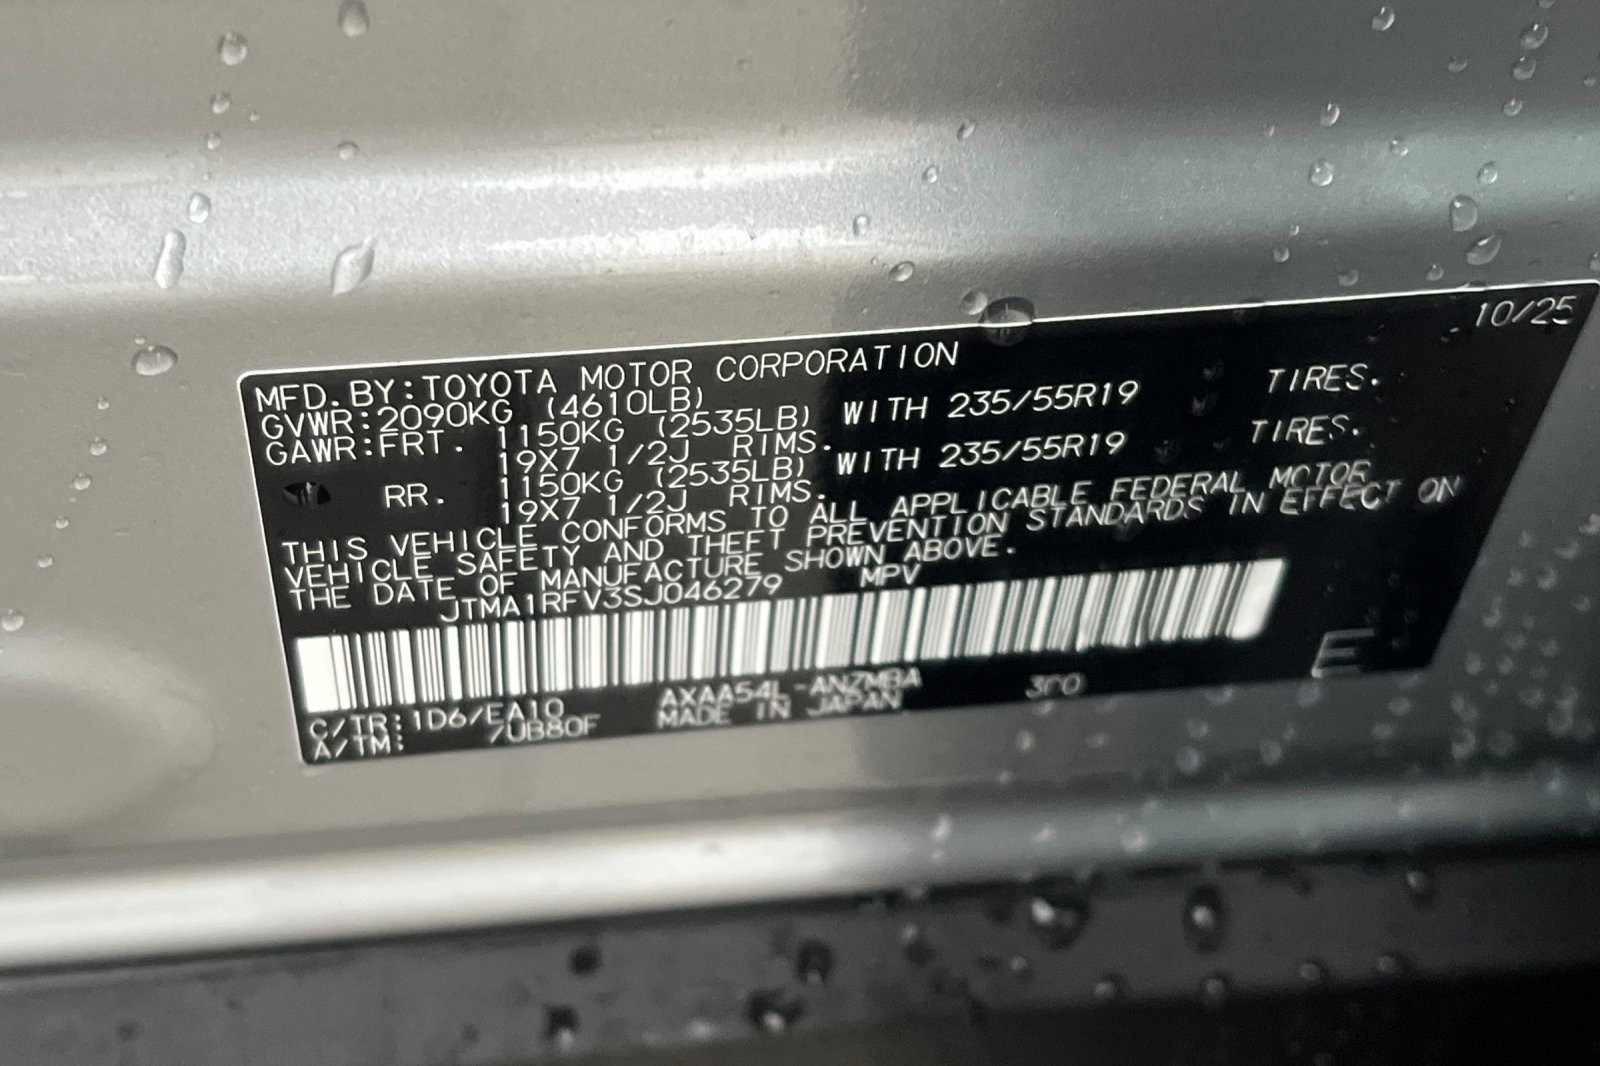 10/25
MFD. BY:TOYOTA MOTOR CORPORATION
GVWR:2090KG (4610LB)
GAWR:FRT. 1150KG (2535LB) WITH 235/55R19 TIRES.
19X7 1/2J RIMS.
RR. 1150KG (2535LB) WITH 235/55R19 TIRES.
19X7 1/2J RIMS.
THIS VEHICLE CONFORMS TO ALL APPLICABLE FEDERAL MOTOR
VEHICLE SAFETY AND THEFT PREVENTION STANDARDS IN EFFECT ON
THE DATE OF MANUFACTURE SHOWN ABOVE.
JTMA1RFV3SJ046279 MPV
C/TR:1D6/EA10 AXAA54L-ANZMBA 3r0 E
A/TM: /UB80F MADE IN JAPAN